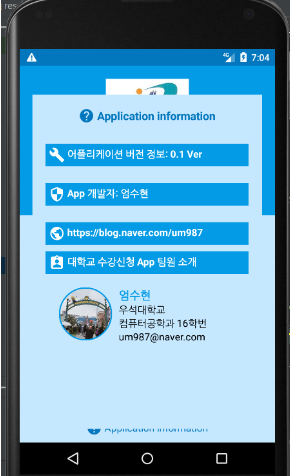 4G 7:04
Application information
어플리케이션 버전 정보: 0.1 Ver
App 개발자: 엄수현
https://blog.naver.com/um987
대학교 수강신청 App 팀원 소개
엄수현
우석대학교
컴퓨터공학과 16학번
um987@naver.com
Application information